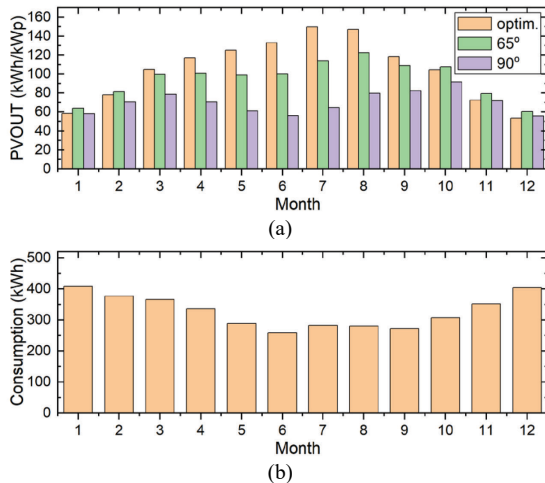 160
140
120
100
80
60
40
20
0
PVOUT (kWh/kWp)
optim.
65º
90º
1 2 3 4 5 6 7 8 9 10 11 12
Month
(a)
500
400
300
200
100
0
Consumption (kWh)
1 2 3 4 5 6 7 8 9 10 11 12
Month
(b)